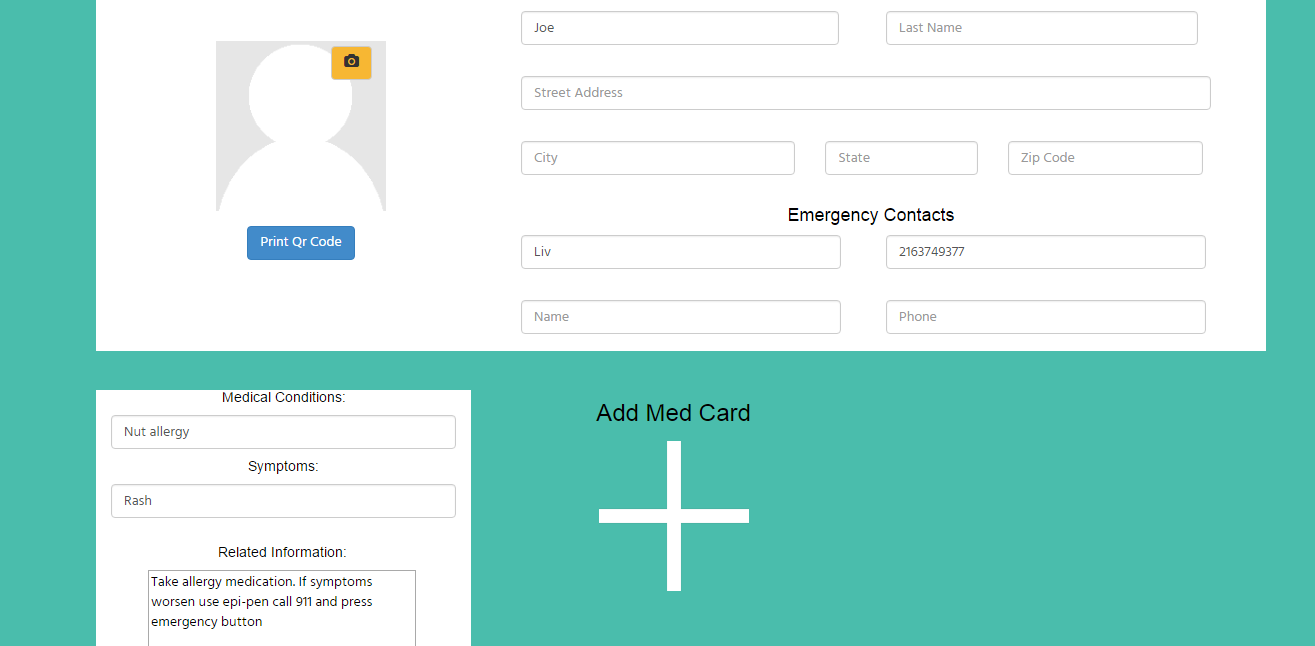 Joe
Last Name
Street Address
City
State
Zip Code
Print Qr Code
Emergency Contacts
Liv
2163749377
Name
Phone
Medical Conditions:
Nut allergy
Symptoms:
Rash
Related Information:
Take allergy medication. If symptoms
worsen use epi-pen call 911 and press
emergency button
Add Med Card